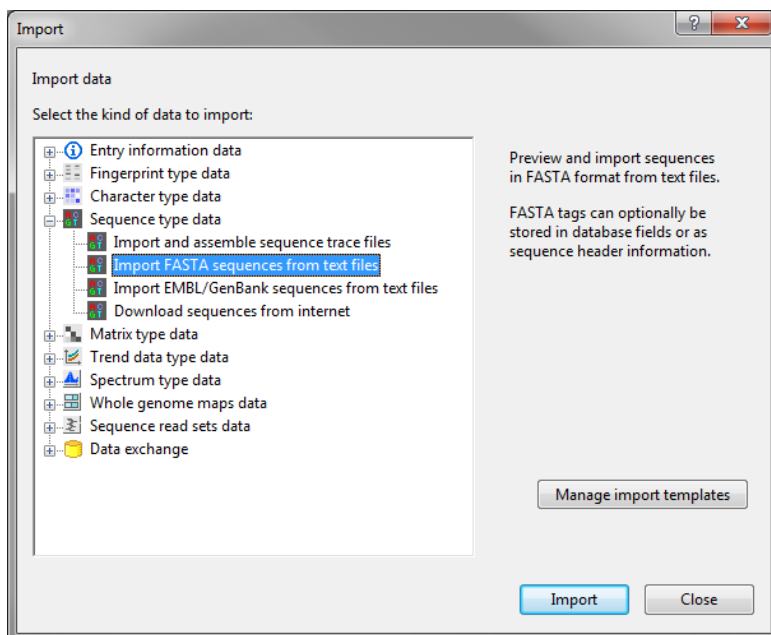 Import
?
Import data
Select the kind of data to import:
Entry information data
Fingerprint type data
Character type data
Sequence type data
Import and assemble sequence trace files
Import FASTA sequences from text files
Import EMBL/GenBank sequences from text files
Download sequences from internet
Matrix type data
Trend data type data
Spectrum type data
Whole genome maps data
Sequence read sets data
Data exchange
Preview and import sequences
in FASTA format from text files.
FASTA tags can optionally be
stored in database fields or as
sequence header information.
Manage import templates
Import
Close